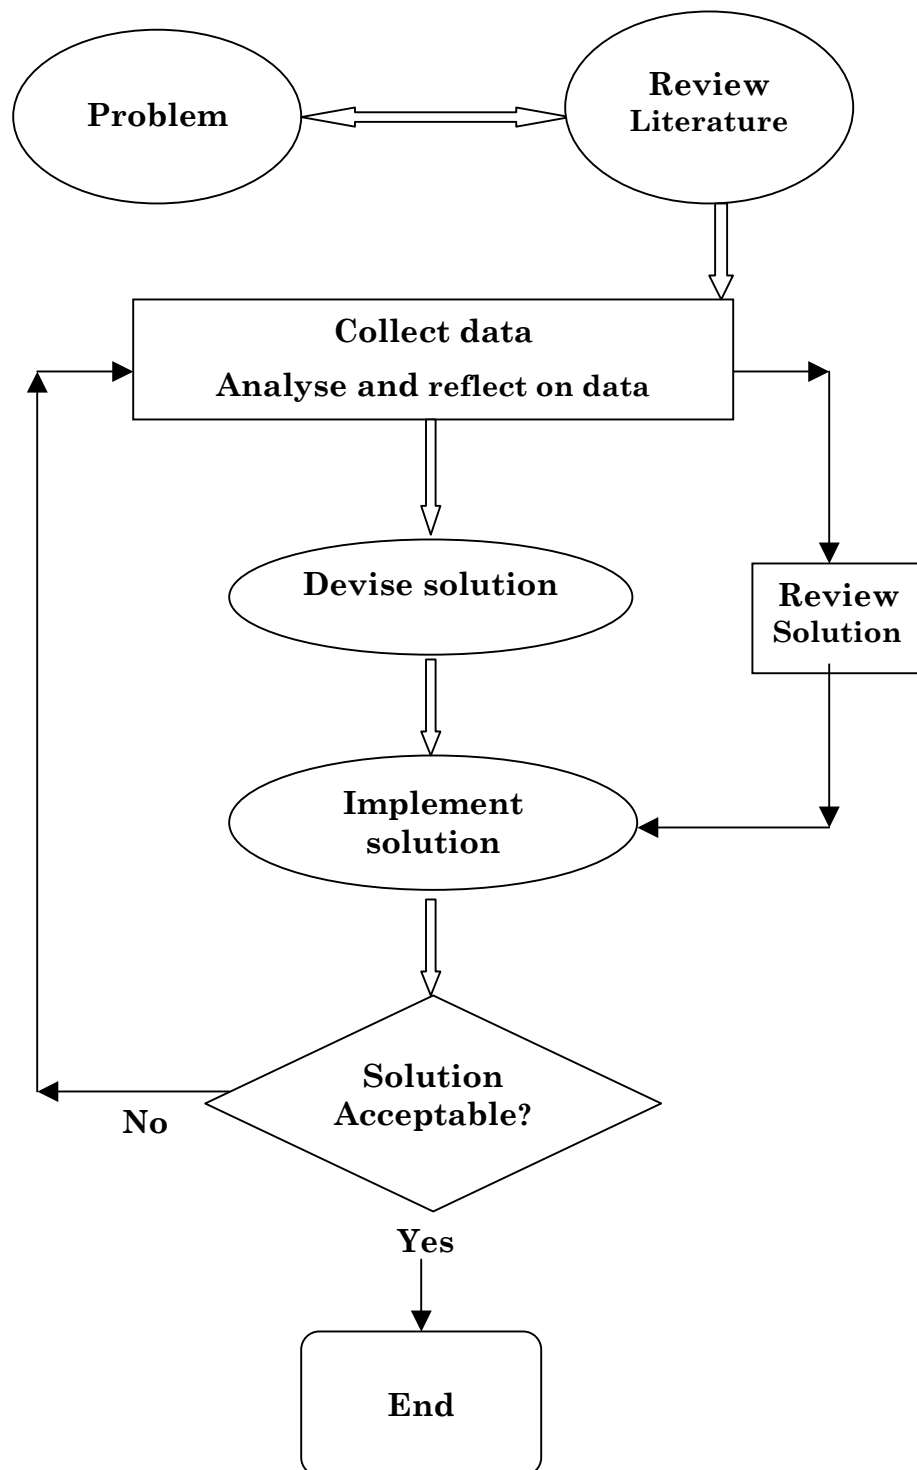 Problem
Review
Literature
Collect data
Analyse and reflect on data
Devise solution
Review
Solution
Implement
solution
Solution
Acceptable?
No
Yes
End